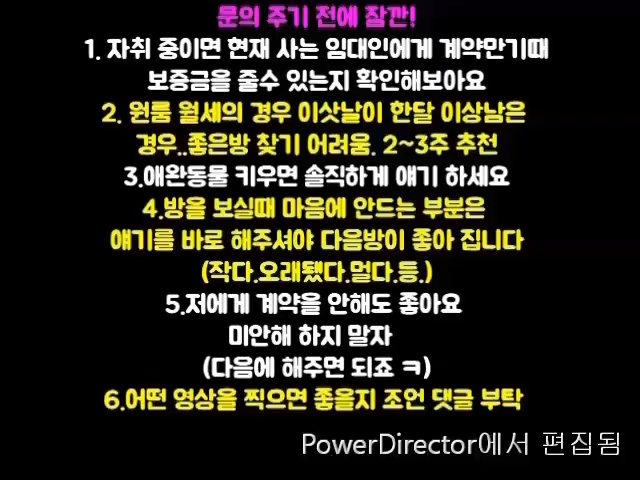 문의 주기 전에 잠깐!
1. 자취 중이면 현재 사는 임대인에게 계약만기때
보증금을 줄수 있는지 확인해보아요
2. 원룸 월세의 경우 이삿날이 한달 이상남은
경우..좋은방 찾기 어려움. 2~3주 추천
3.애완동물 키우면 솔직하게 얘기 하세요
4.방을 보실때 마음에 안드는 부분은
얘기를 바로 해주셔야 다음방이 좋아 집니다
(작다.오래됐다.멀다.등.)
5.저에게 계약을 안해도 좋아요
미안해 하지 말자
(다음에 해주면 되죠 ㅋ)
6.어떤 영상을 찍으면 좋을지 조언 댓글 부탁
PowerDirector에서 편집됨